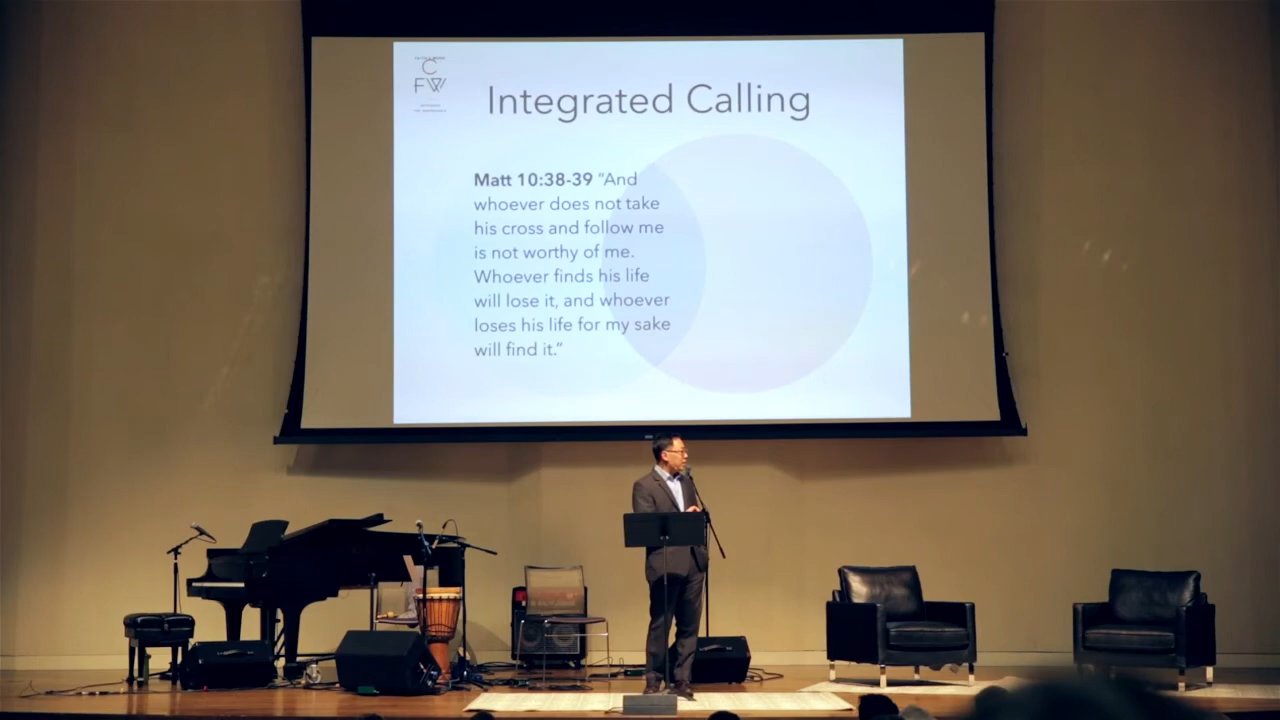 C
FW
Integrated Calling
Matt 10:38-39 “And
whoever does not take
his cross and follow me
is not worthy of me.
Whoever finds his life
will lose it, and whoever
loses his life for my sake
will find it.”